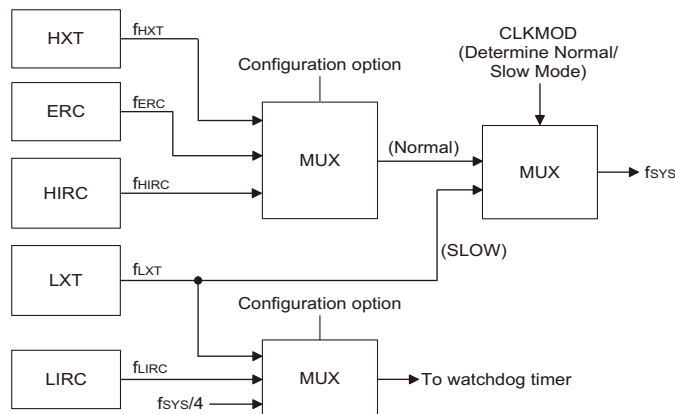 HXT
fHXT
CLKMOD
(Determine Normal/
Slow Mode)
Configuration option
ERC
fERC
MUX
(Normal)
MUX
fSYS
HIRC
fHIRC
LXT
fLXT
(SLOW)
Configuration option
LIRC
fLIRC
MUX
To watchdog timer
fSYS/4